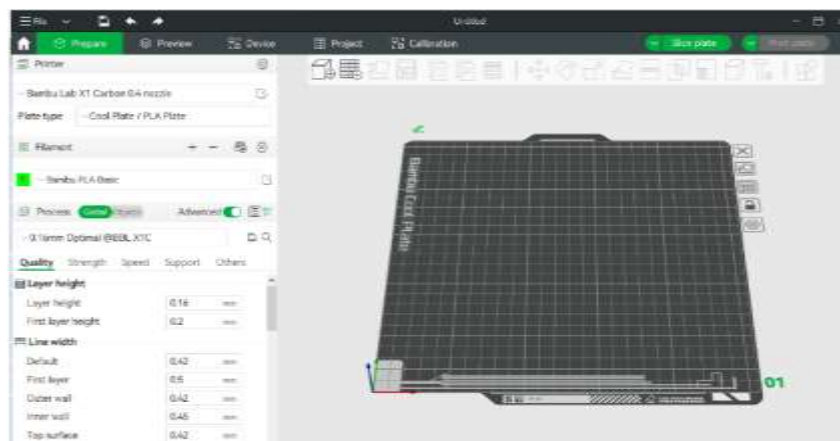 File
Untitled
Prepare Preview Device Project Calibration Slice plate Print plate
Printer
Bambu Lab X1 Carbon 0.4 nozzle
Plate type Cool Plate / PLA Plate
Filament
Bambu PLA Basic
Process Global Objects Advanced
0.16mm Optimal @BBL X1C
Quality Strength Speed Support Others
Layer height
Layer height 0.16 mm
First layer height 0.2 mm
Line width
Default 0.42 mm
First layer 0.5 mm
Outer wall 0.42 mm
Inner wall 0.45 mm
Top surface 0.42 mm
Bambu Cool Plate
01